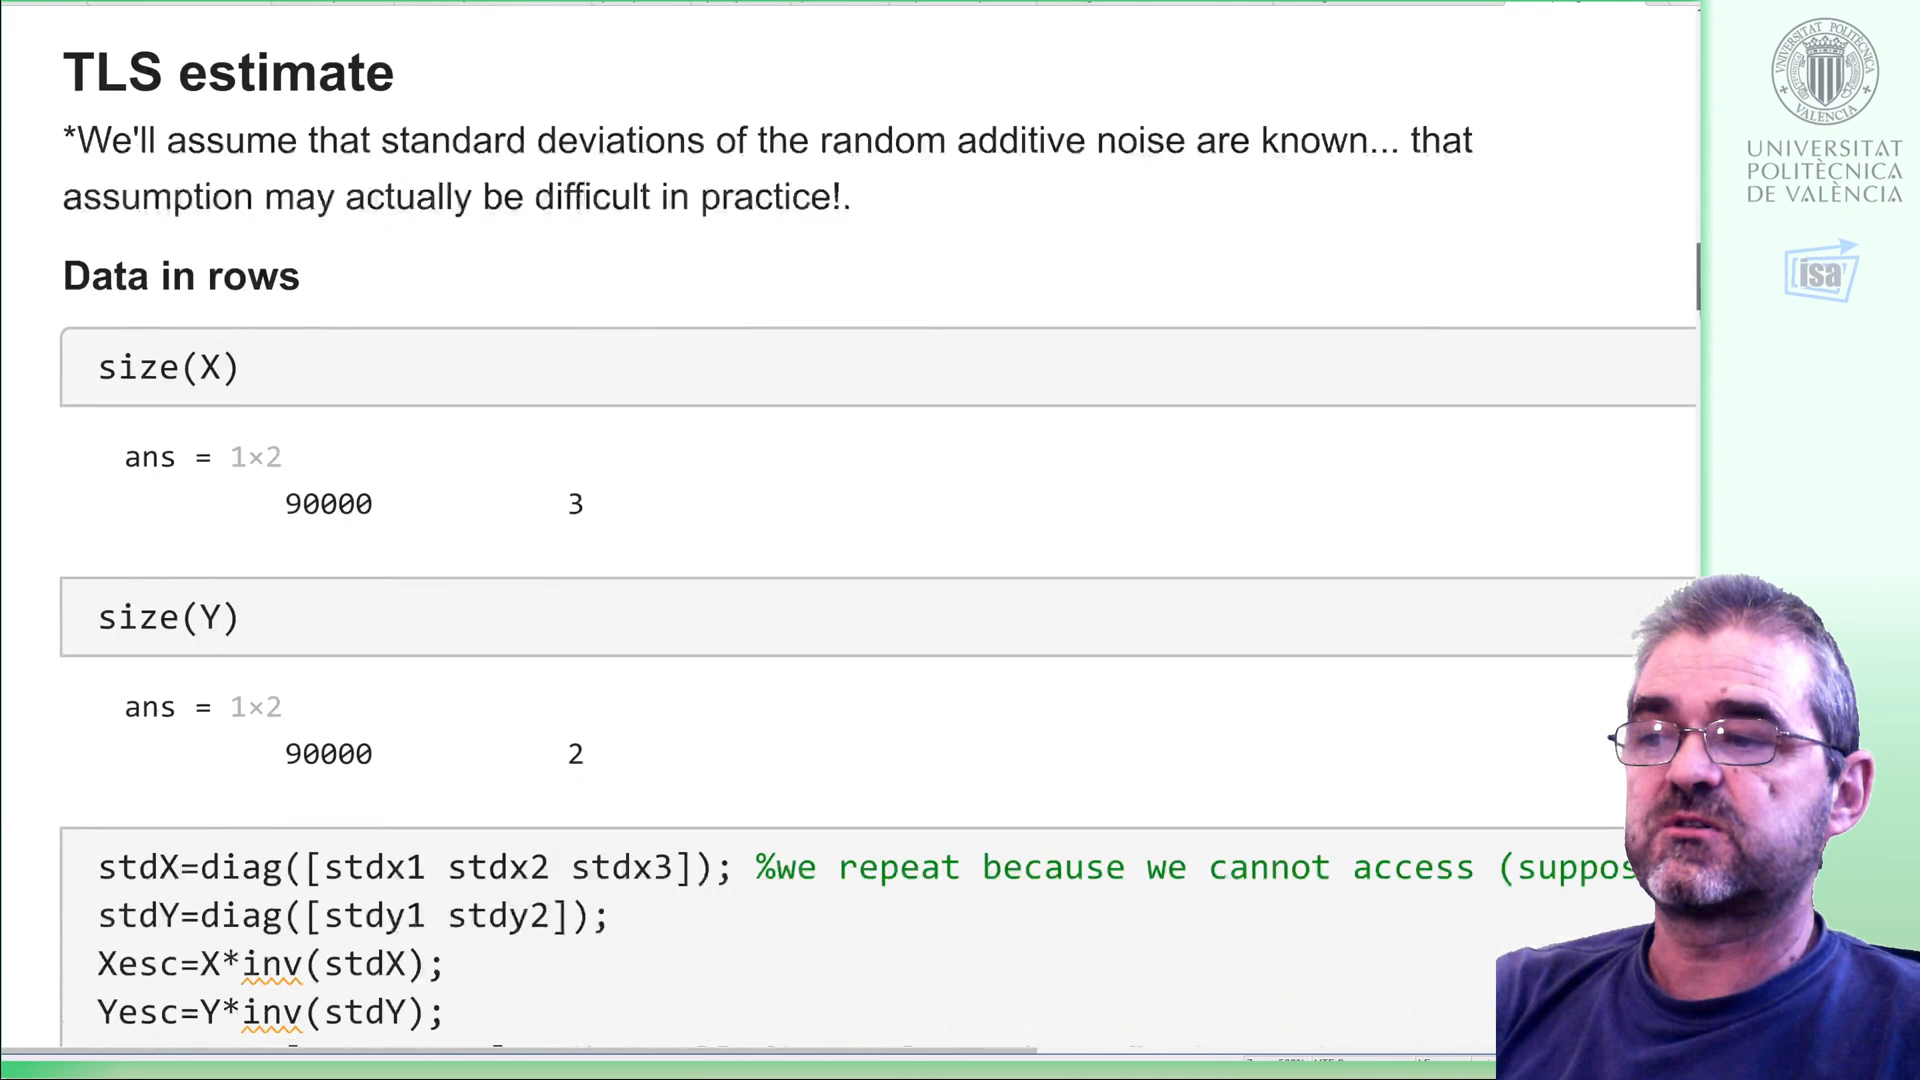 TLS estimate
*We'll assume that standard deviations of the random additive noise are known... that
assumption may actually be difficult in practice!.
Data in rows
size(X)
ans = 1×2
90000 3
size(Y)
ans = 1×2
90000 2
stdX=diag([stdx1 stdx2 stdx3]); %we repeat because we cannot access (suppos
stdY=diag([stdy1 stdy2]);
Xesc=X*inv(stdX);
Yesc=Y*inv(stdY);
UNIVERSITAT
POLITÈCNICA
DE VALÈNCIA
isa